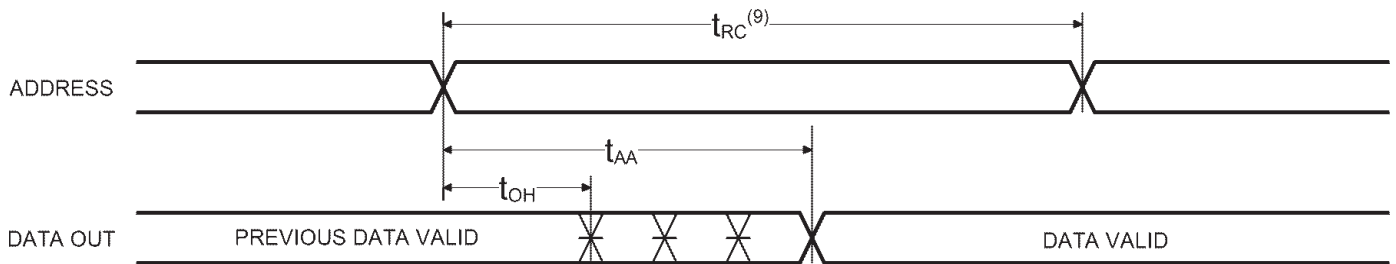 tRC(9)
ADDRESS
tAA
tOH
DATA OUT PREVIOUS DATA VALID DATA VALID